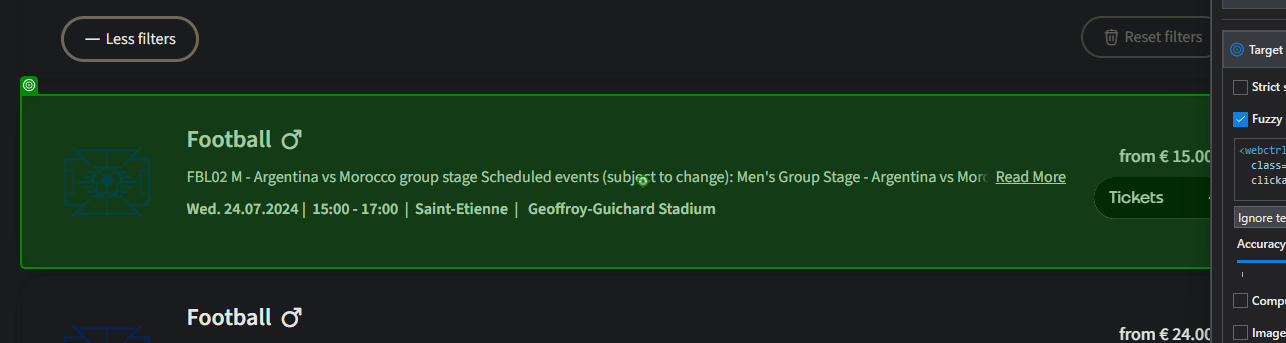 — Less filters
Reset filters
Target
Strict s
Fuzzy
Football
<webctrl
class=
FBL02 M - Argentina vs Morocco group stage Scheduled events (subject to change): Men's Group Stage - Argentina vs Moro Read More
from € 15.00
clicka
Wed. 24.07.2024 | 15:00 - 17:00 | Saint-Etienne | Geoffroy-Guichard Stadium
Tickets
Ignore te
Accuracy
Compu
Football
from € 24.00
Image